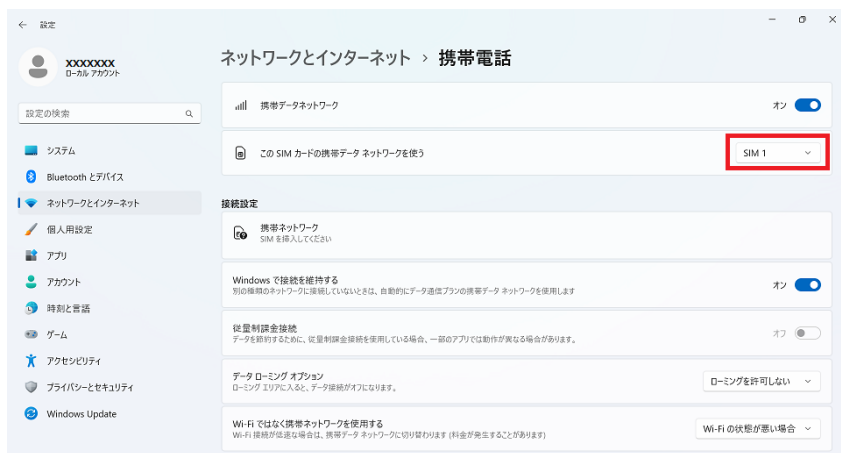 ← 設定
XXXXXXX
ローカル アカウント
設定の検索
システム
Bluetooth とデバイス
ネットワークとインターネット
個人用設定
アプリ
アカウント
時刻と言語
ゲーム
アクセシビリティ
プライバシーとセキュリティ
Windows Update
ネットワークとインターネット › 携帯電話
携帯データネットワーク オン
この SIM カードの携帯データ ネットワークを使う SIM 1
接続設定
携帯ネットワーク
SIM を挿入してください
Windows で接続を維持する オン
別の種類のネットワークに接続していないときは、自動的にデータ通信プランの携帯データ ネットワークを使用します
従量制課金接続 オフ
データを節約するために、従量制課金接続を使用している場合、一部のアプリでは動作が異なる場合があります。
データ ローミング オプション ローミングを許可しない
ローミング エリアに入ると、データ接続がオフになります。
Wi-Fi ではなく携帯ネットワークを使用する Wi-Fi の状態が悪い場合
Wi-Fi 接続が低速な場合は、携帯データ ネットワークに切り替わります (料金が発生することがあります)